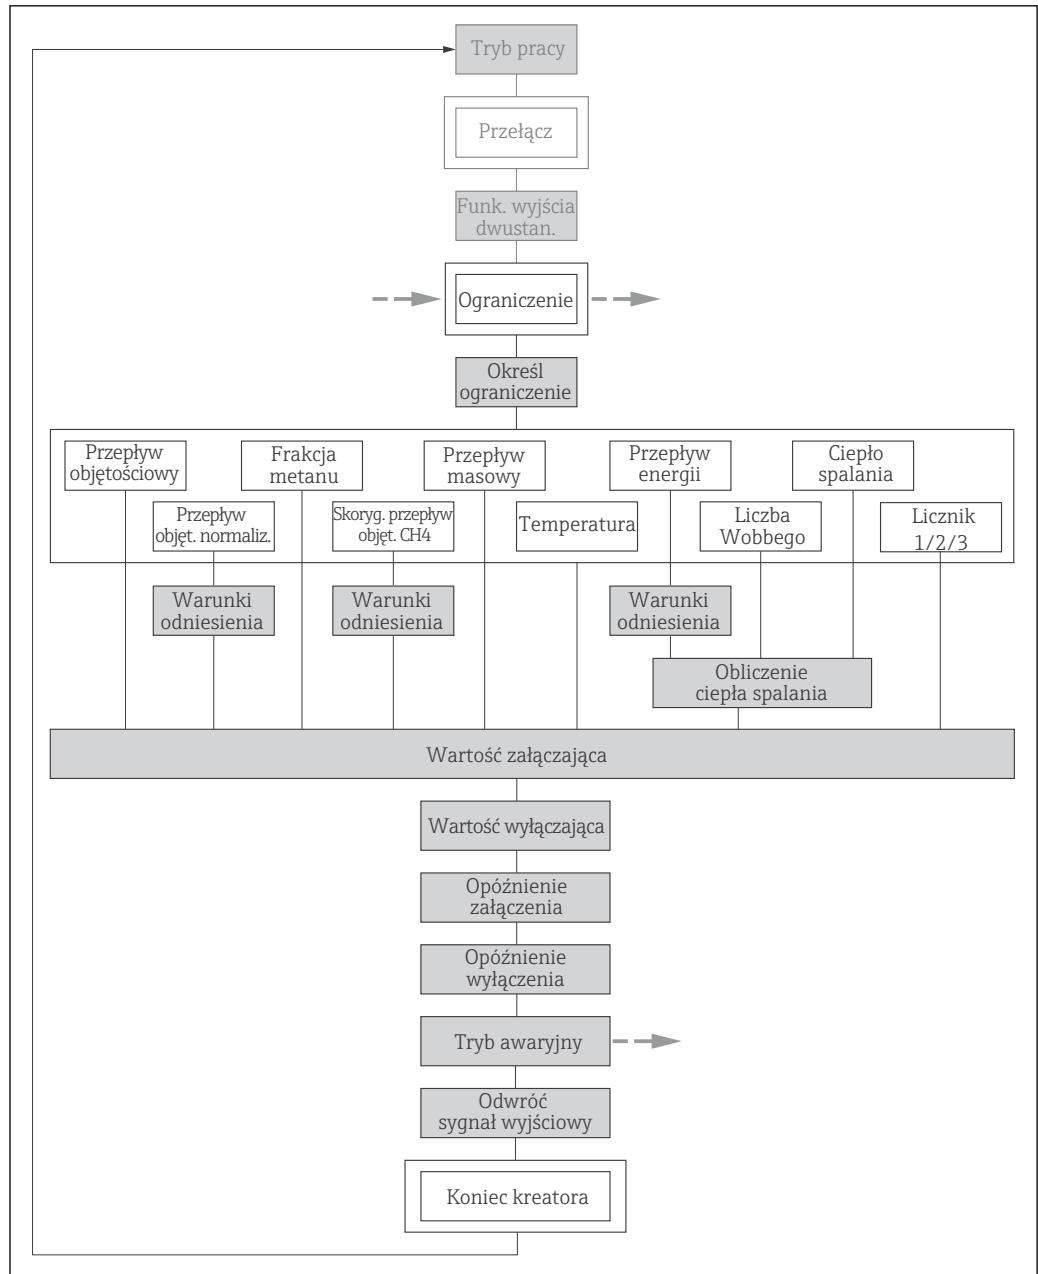 Tryb pracy
Przełącz
Funk. wyjścia
dwustan.
Ograniczenie
Określ
ograniczenie
Przepływ
objętościowy
Frakcja
metanu
Przepływ
masowy
Przepływ
energii
Ciepło
spalania
Przepływ
objęt. normaliz.
Skoryg. przepływ
objęt. CH4
Temperatura
Liczba
Wobbego
Licznik
1/2/3
Warunki
odniesienia
Warunki
odniesienia
Warunki
odniesienia
Obliczenie
ciepła spalania
Wartość załączająca
Wartość wyłączająca
Opóźnienie
załączenia
Opóźnienie
wyłączenia
Tryb awaryjny
Odwróć
sygnał wyjściowy
Koniec kreatora